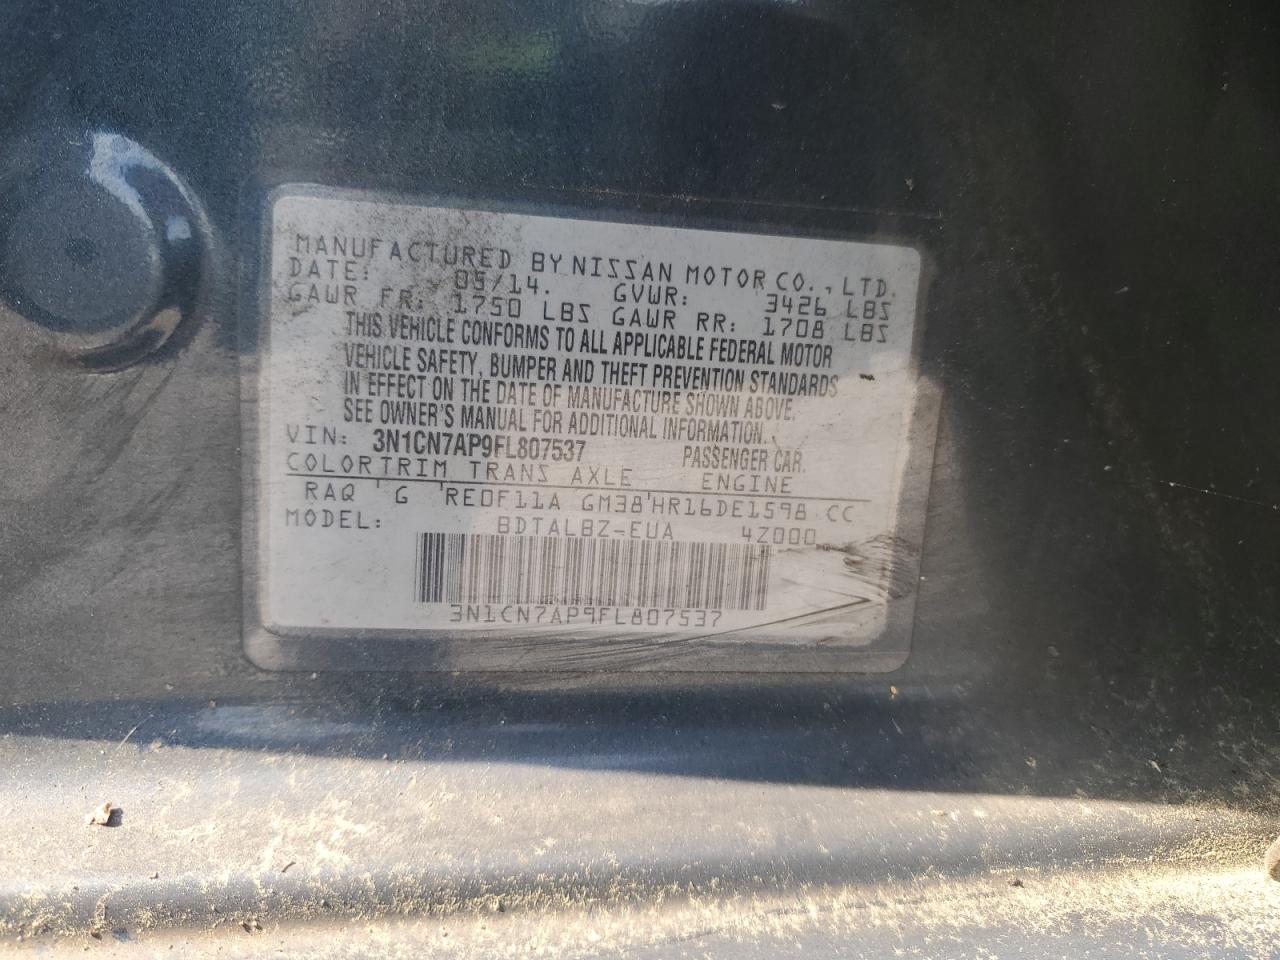 MANUFACTURED BY NISSAN MOTOR CO., LTD.
DATE: 05/14. GVWR: 3426 LBS
GAWR FR: 1750 LBS GAWR RR: 1708 LBS
THIS VEHICLE CONFORMS TO ALL APPLICABLE FEDERAL MOTOR
VEHICLE SAFETY, BUMPER AND THEFT PREVENTION STANDARDS
IN EFFECT ON THE DATE OF MANUFACTURE SHOWN ABOVE.
SEE OWNER'S MANUAL FOR ADDITIONAL INFORMATION.
VIN: 3N1CN7AP9FL807537 PASSENGER CAR.
COLORTRIM TRANS AXLE ENGINE
RAQ ' G 'RE0F11A GM38'HR16DE1598 CC
MODEL: BDTALBZ-EUA 4Z000
3N1CN7AP9FL807537